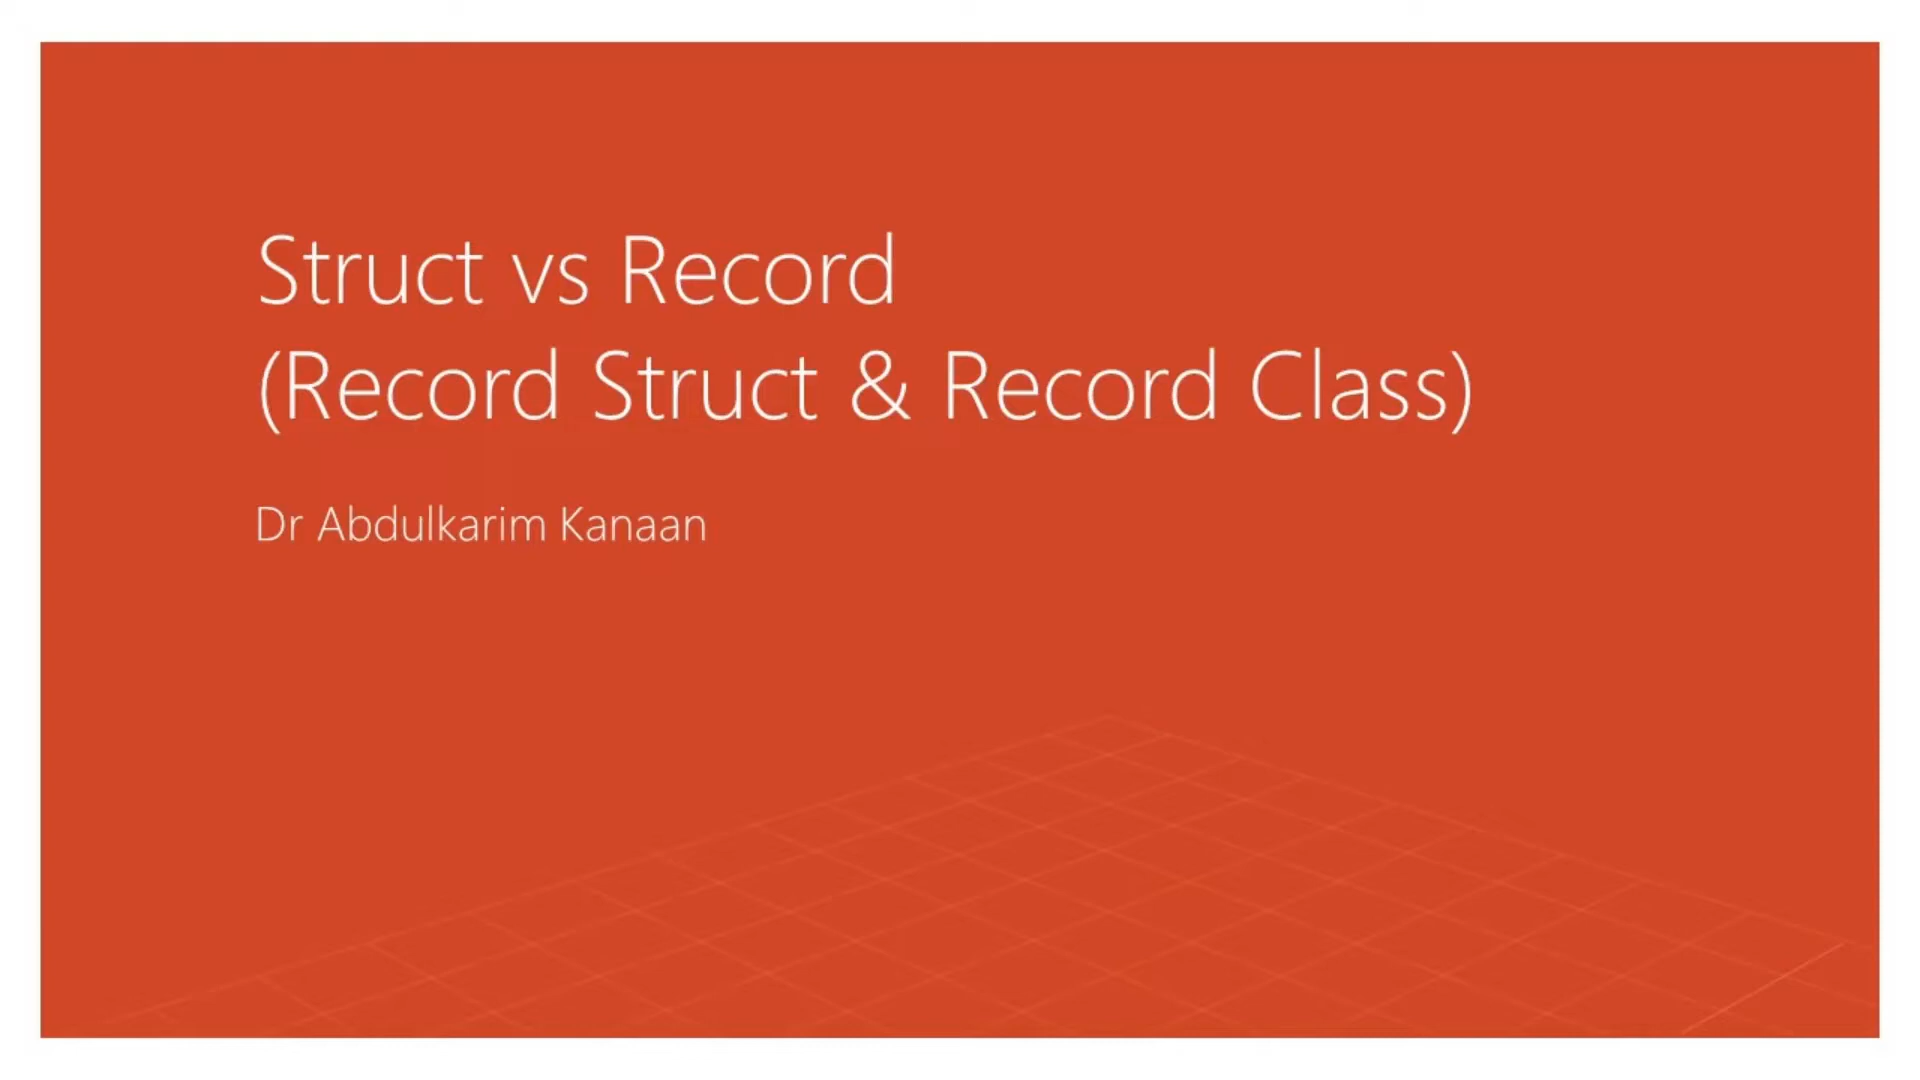 Struct vs Record
(Record Struct & Record Class)
Dr Abdulkarim Kanaan